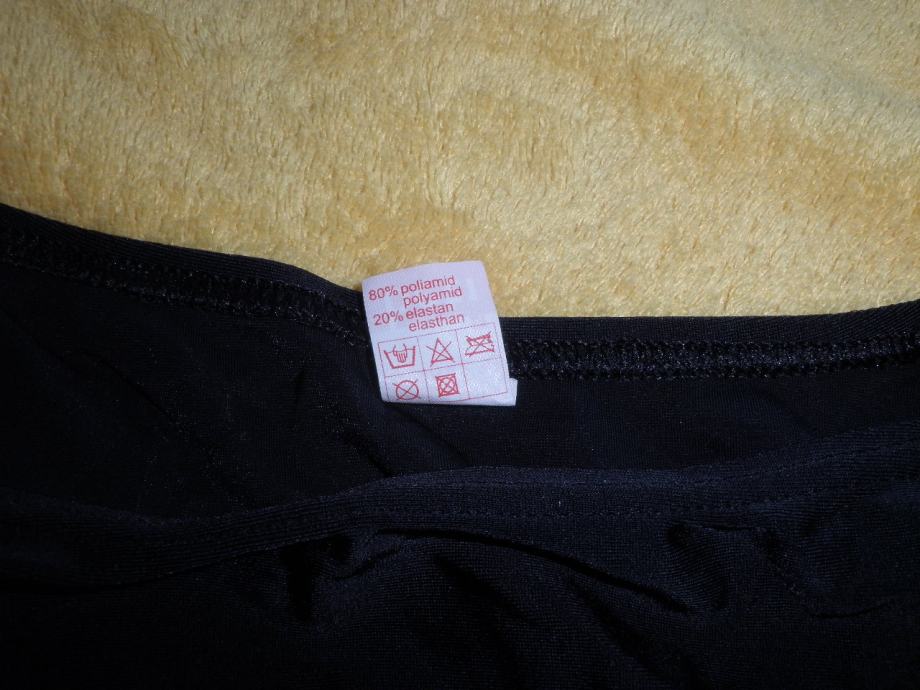 80% poliamid
polyamid
20% elastan
elasthan